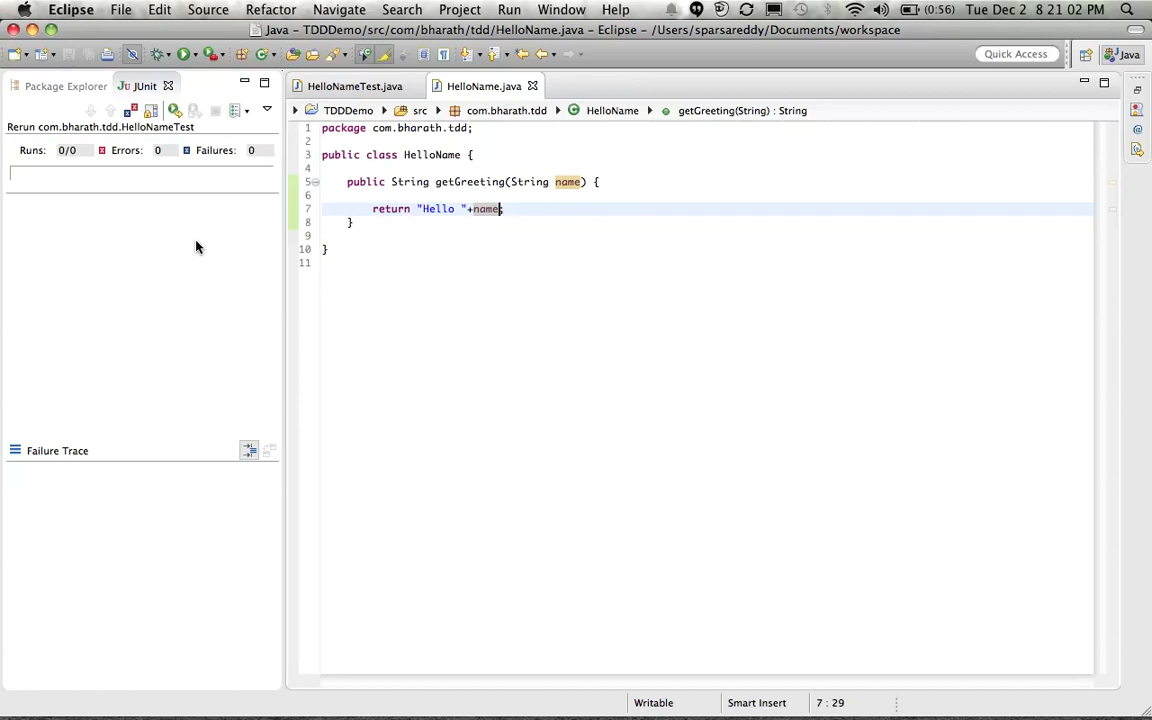 Eclipse File Edit Source Refactor Navigate Search Project Run Window Help (0:56) Tue Dec 2 8 21 02 PM
Java – TDDDemo/src/com/bharath/tdd/HelloName.java – Eclipse – /Users/sparsareddy/Documents/workspace
Quick Access Java
Package Explorer JUnit HelloNameTest.java HelloName.java
TDDDemo src com.bharath.tdd HelloName getGreeting(String) : String
Rerun com.bharath.tdd.HelloNameTest
Runs: 0/0 Errors: 0 Failures: 0
1 package com.bharath.tdd;
2
3 public class HelloName {
4
5 public String getGreeting(String name) {
6
7 return "Hello "+name;
8 }
9
10 }
11
Failure Trace
Writable Smart Insert 7 : 29